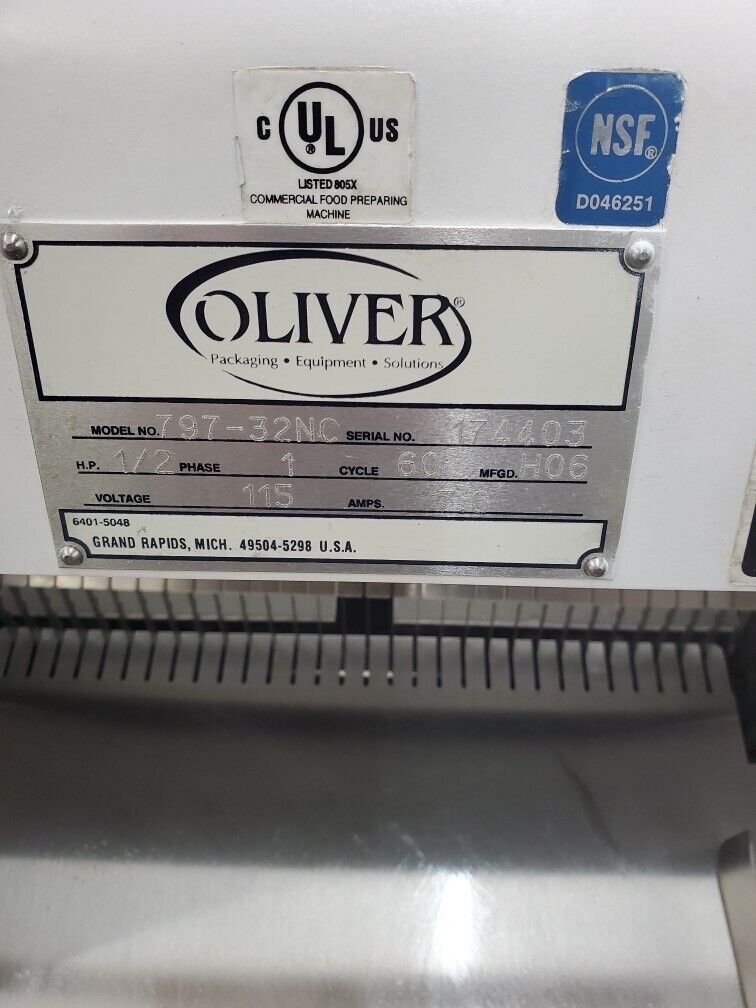 C UL® US
LISTED 805X
COMMERCIAL FOOD PREPARING
MACHINE
NSF®
D046251
OLIVER®
Packaging • Equipment • Solutions
MODEL NO. 797-32NC SERIAL NO. 174403
H.P. 1/2 PHASE 1 CYCLE 60 MFGD. H06
VOLTAGE 115 AMPS.
6401-5048
GRAND RAPIDS, MICH. 49504-5298 U.S.A.